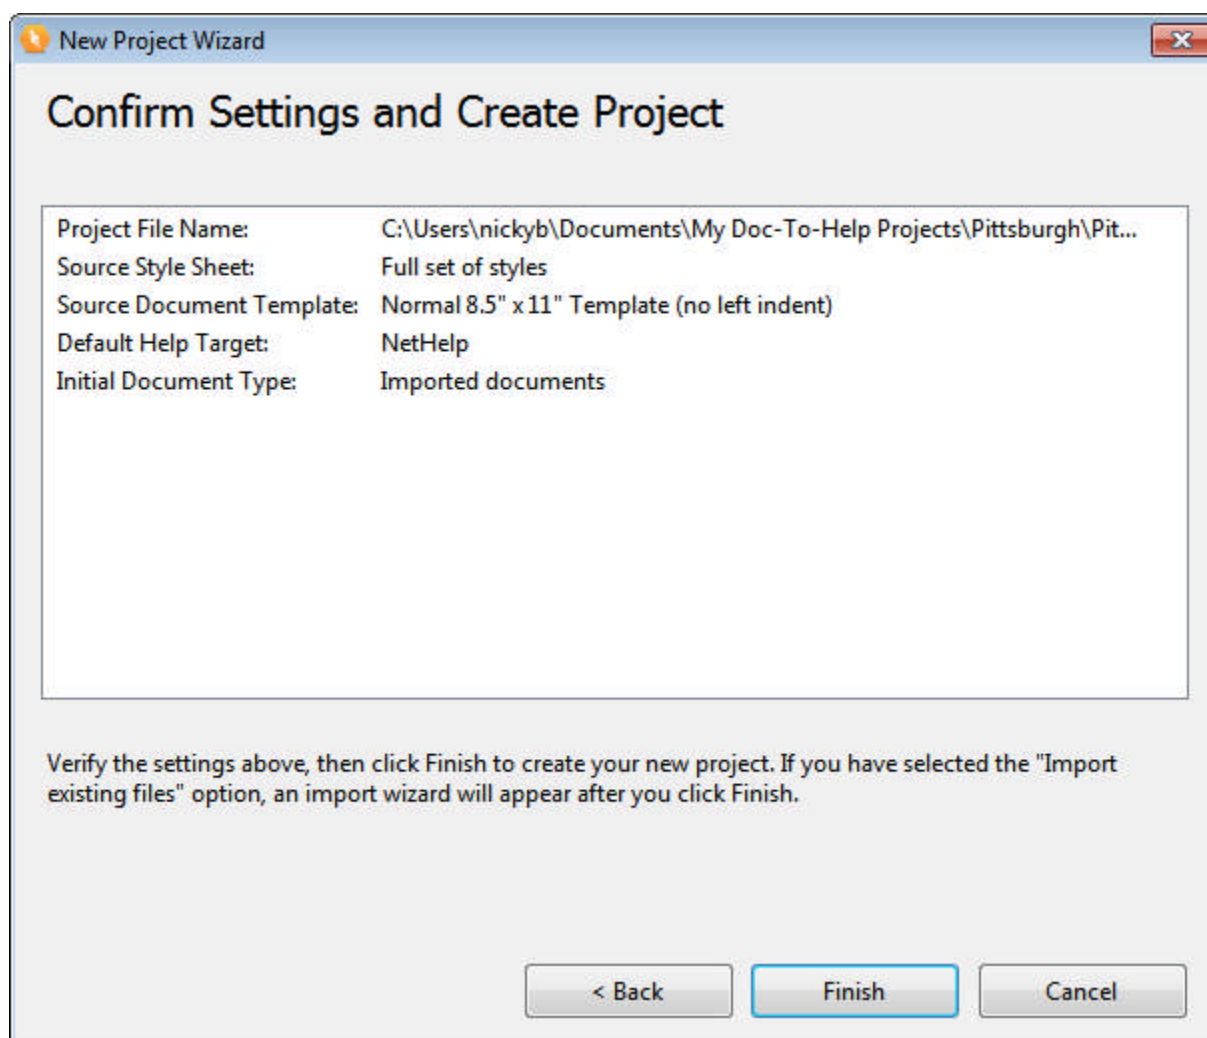 New Project Wizard
Confirm Settings and Create Project
Project File Name: C:\Users\nickyb\Documents\My Doc-To-Help Projects\Pittsburgh\Pit...
Source Style Sheet: Full set of styles
Source Document Template: Normal 8.5" x 11" Template (no left indent)
Default Help Target: NetHelp
Initial Document Type: Imported documents
Verify the settings above, then click Finish to create your new project. If you have selected the "Import
existing files" option, an import wizard will appear after you click Finish.
< Back Finish Cancel